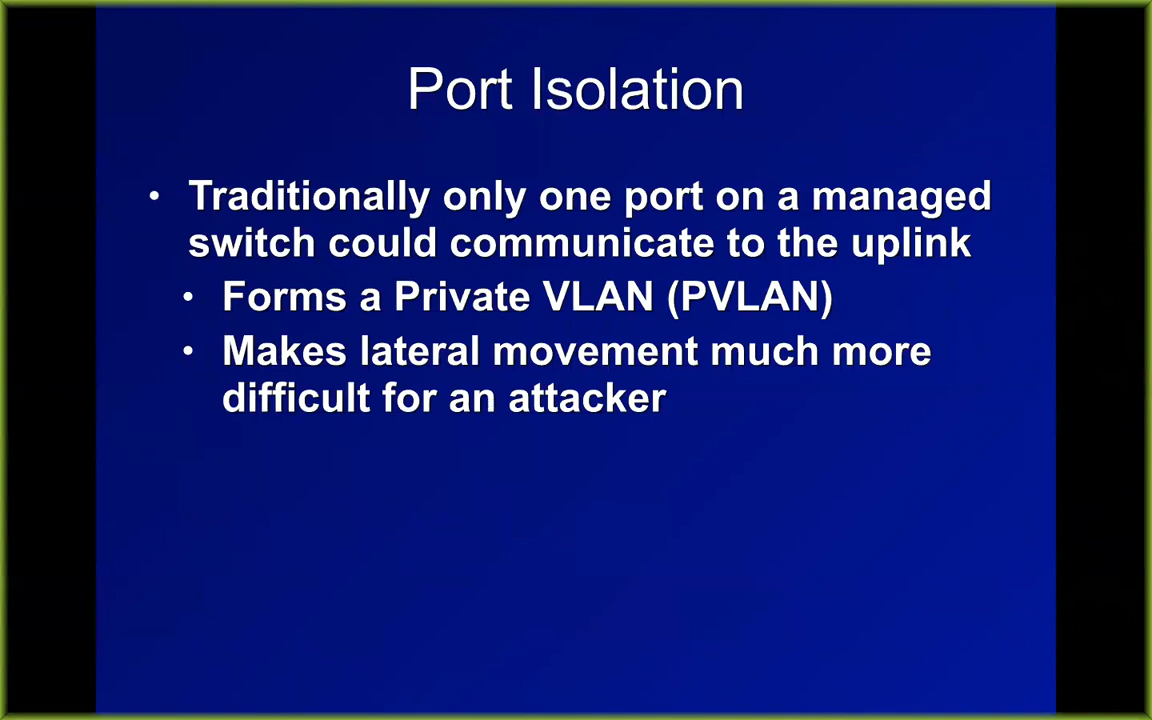 Port Isolation
• Traditionally only one port on a managed
switch could communicate to the uplink
• Forms a Private VLAN (PVLAN)
• Makes lateral movement much more
difficult for an attacker